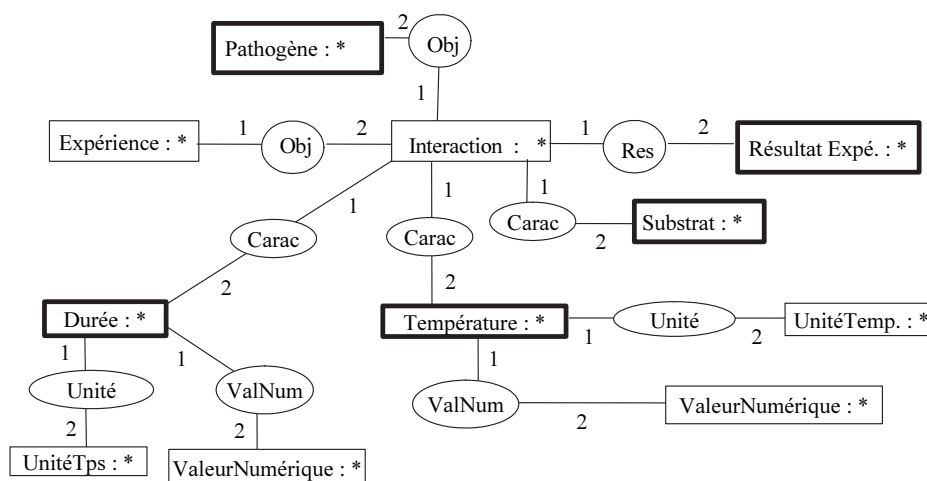 2
Pathogène : *
Obj
1
1
2
1
2
Expérience : *
Obj
Interaction : *
Res
Résultat Expé. : *
1
1
1
Carac
Carac
Carac
2
Substrat : *
2
2
Durée : *
Température : *
1
Unité
2
UnitéTemp. : *
1
1
1
Unité
ValNum
ValNum
2
ValeurNumérique : *
2
2
UnitéTps : *
ValeurNumérique : *